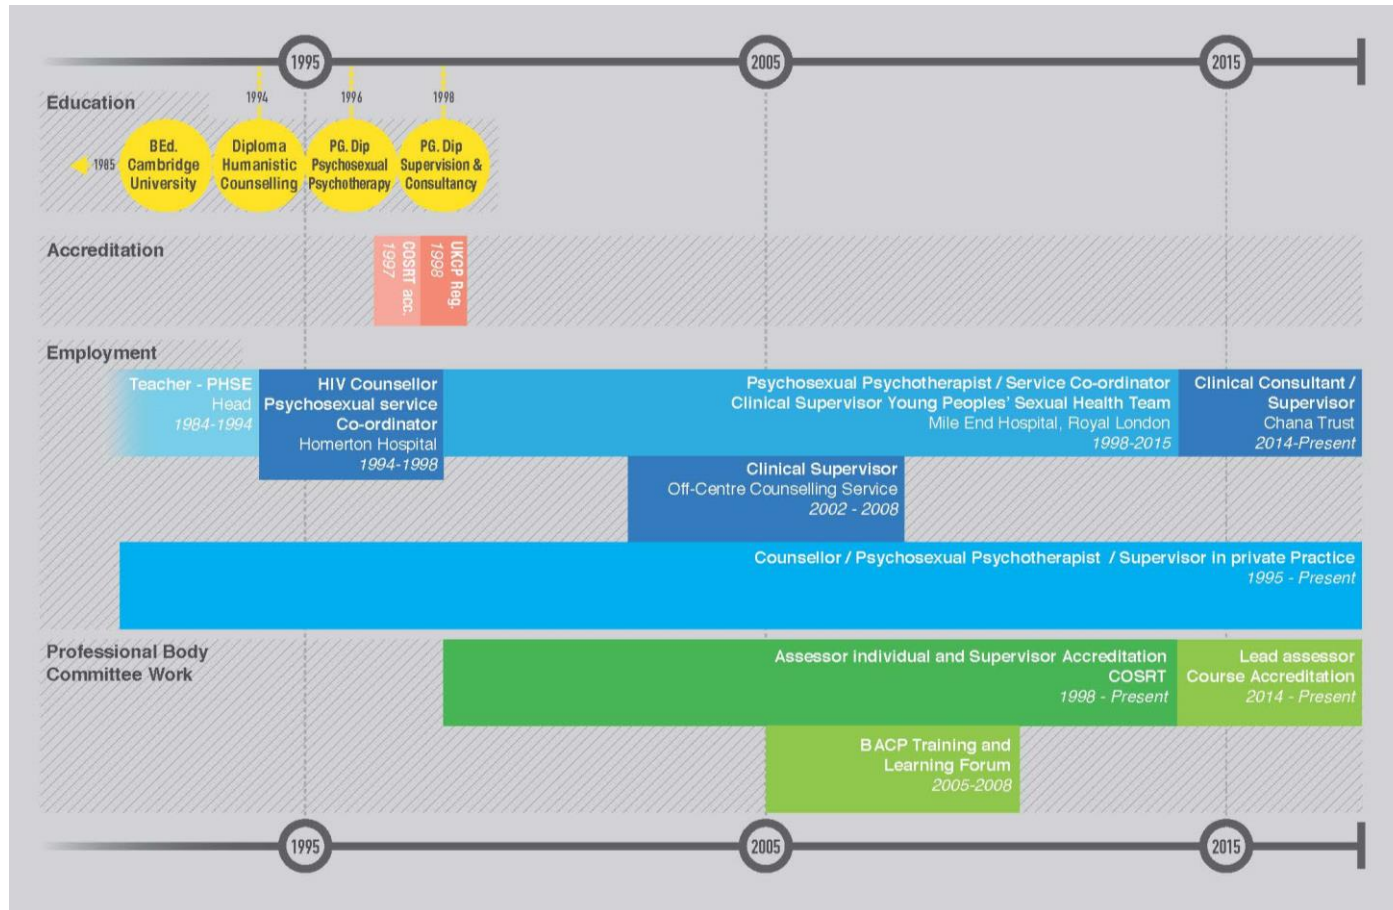 1995
2005
2015
Education
1994
1996
1998
1985
BEd.
Cambridge
University
Diploma
Humanistic
Counselling
PG. Dip
Psychosexual
Psychotherapy
PG. Dip
Supervision &
Consultancy
Accreditation
COSRT acc.
1997
UKCP Reg.
1998
Employment
Teacher - PHSE
Head
1984-1994
HIV Counsellor
Psychosexual service
Co-ordinator
Homerton Hospital
1994-1998
Psychosexual Psychotherapist / Service Co-ordinator
Clinical Supervisor Young Peoples' Sexual Health Team
Mile End Hospital, Royal London
1998-2015
Clinical Consultant /
Supervisor
Chana Trust
2014-Present
Clinical Supervisor
Off-Centre Counselling Service
2002 - 2008
Counsellor / Psychosexual Psychotherapist / Supervisor in private Practice
1995 - Present
Professional Body
Committee Work
Assessor individual and Supervisor Accreditation
COSRT
1998 - Present
Lead assessor
Course Accreditation
2014 - Present
BACP Training and
Learning Forum
2005-2008
1995
2005
2015